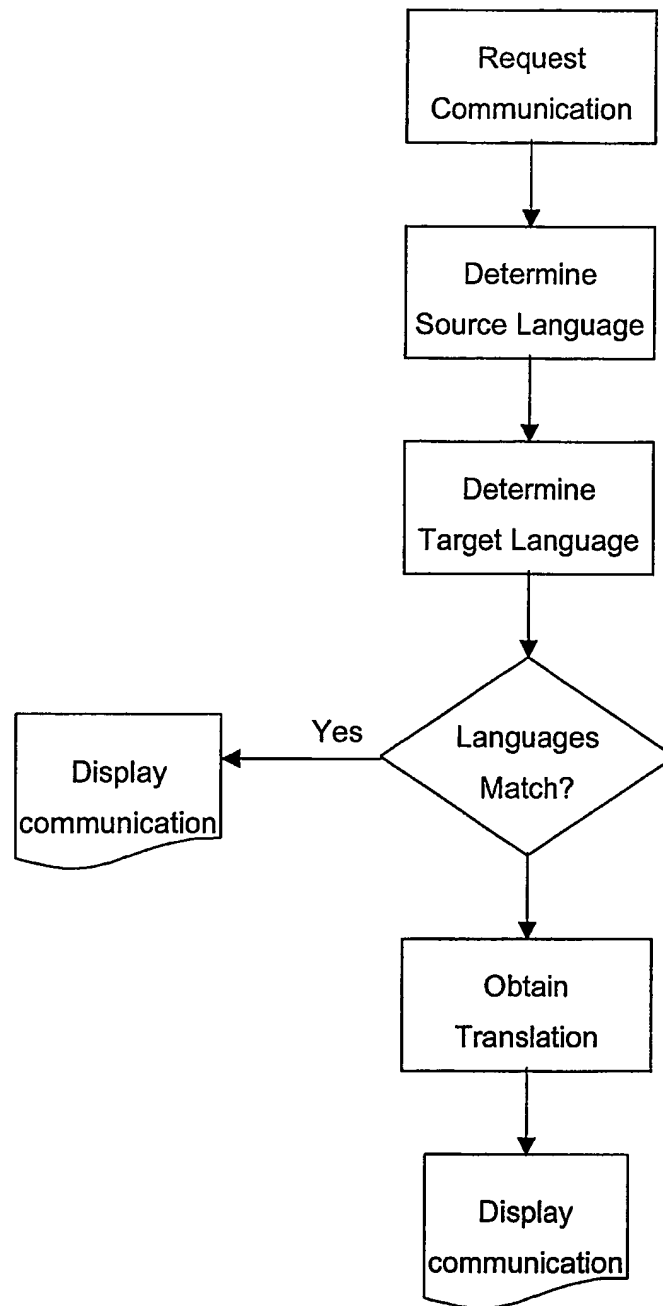 Request
Communication
Determine
Source Language
Determine
Target Language
Languages
Match?
Yes
Display
communication
Obtain
Translation
Display
communication